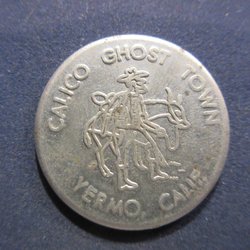 CALICO GHOST TOWN
YERMO, CALIF.